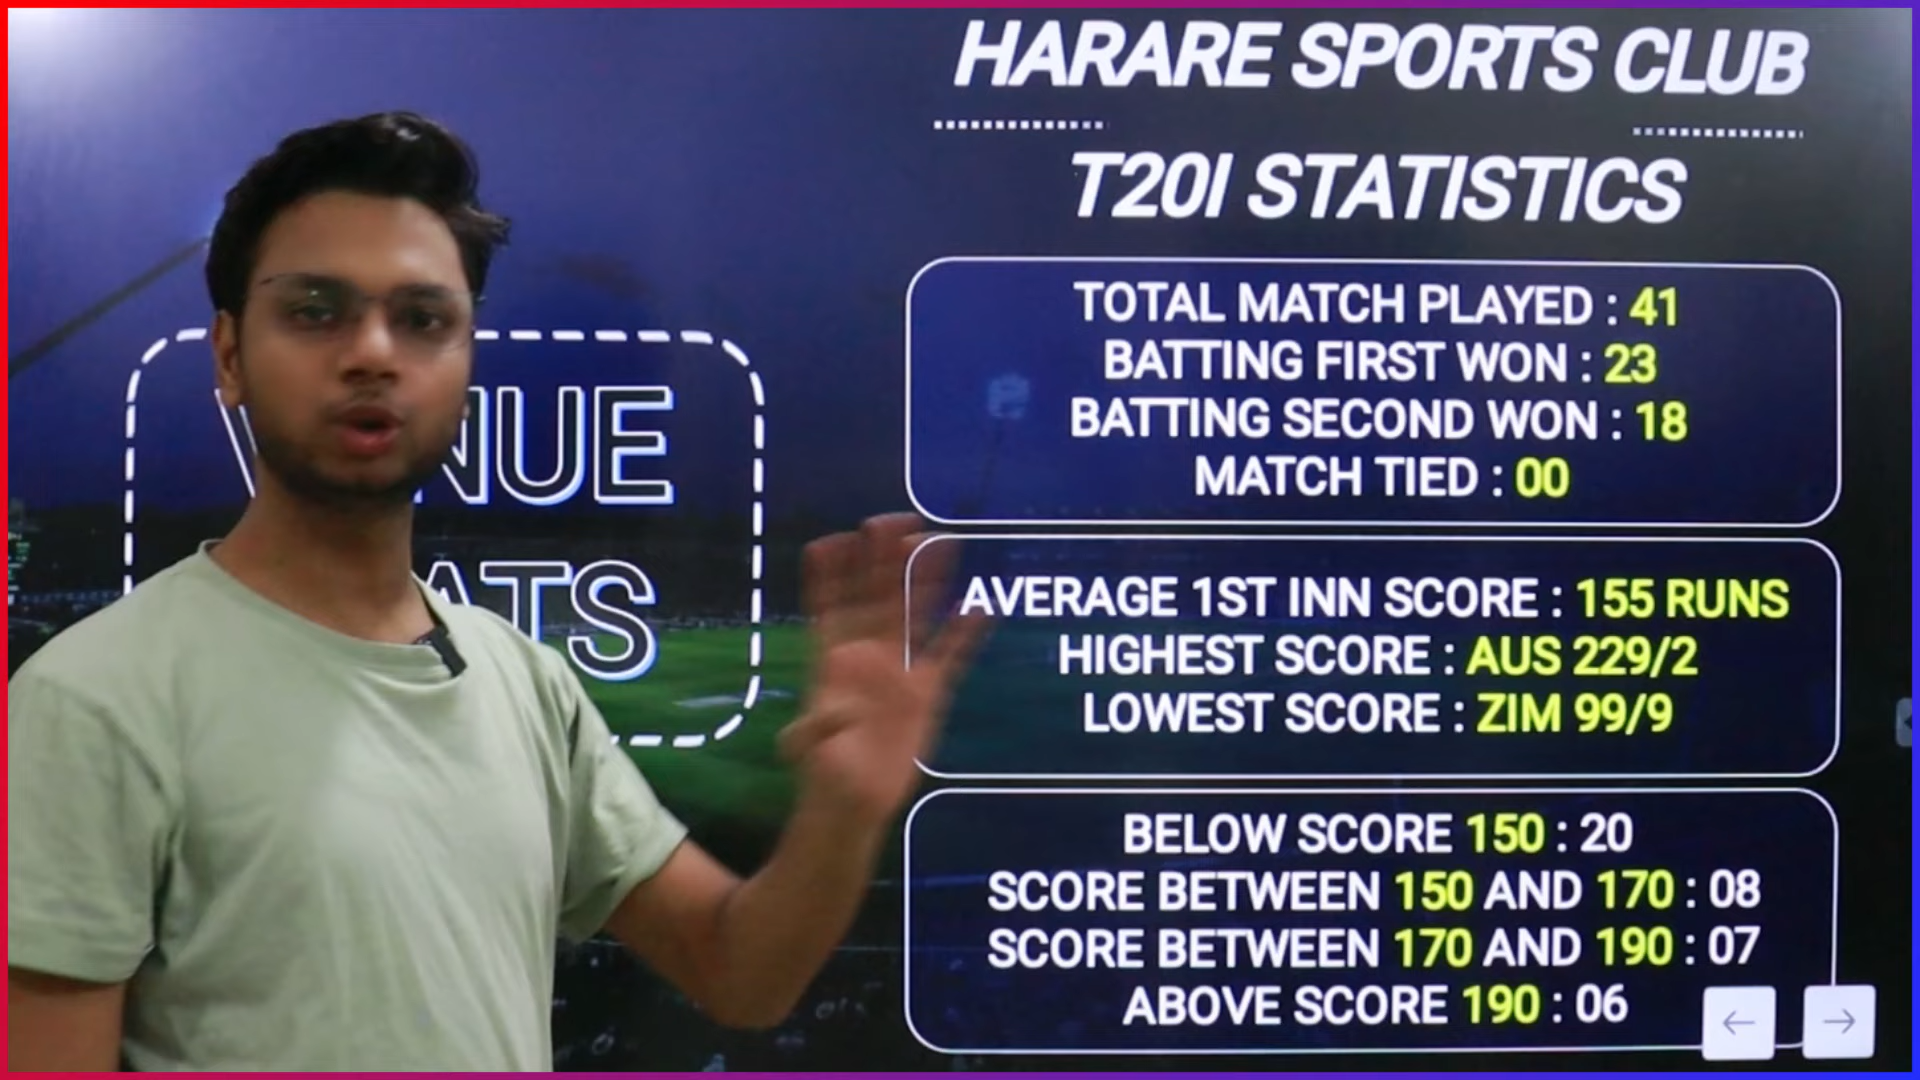 HARARE SPORTS CLUB
T20I STATISTICS
TOTAL MATCH PLAYED : 41
BATTING FIRST WON : 23
BATTING SECOND WON : 18
MATCH TIED : 00
AVERAGE 1ST INN SCORE : 155 RUNS
HIGHEST SCORE : AUS 229/2
LOWEST SCORE : ZIM 99/9
BELOW SCORE 150 : 20
SCORE BETWEEN 150 AND 170 : 08
SCORE BETWEEN 170 AND 190 : 07
ABOVE SCORE 190 : 06